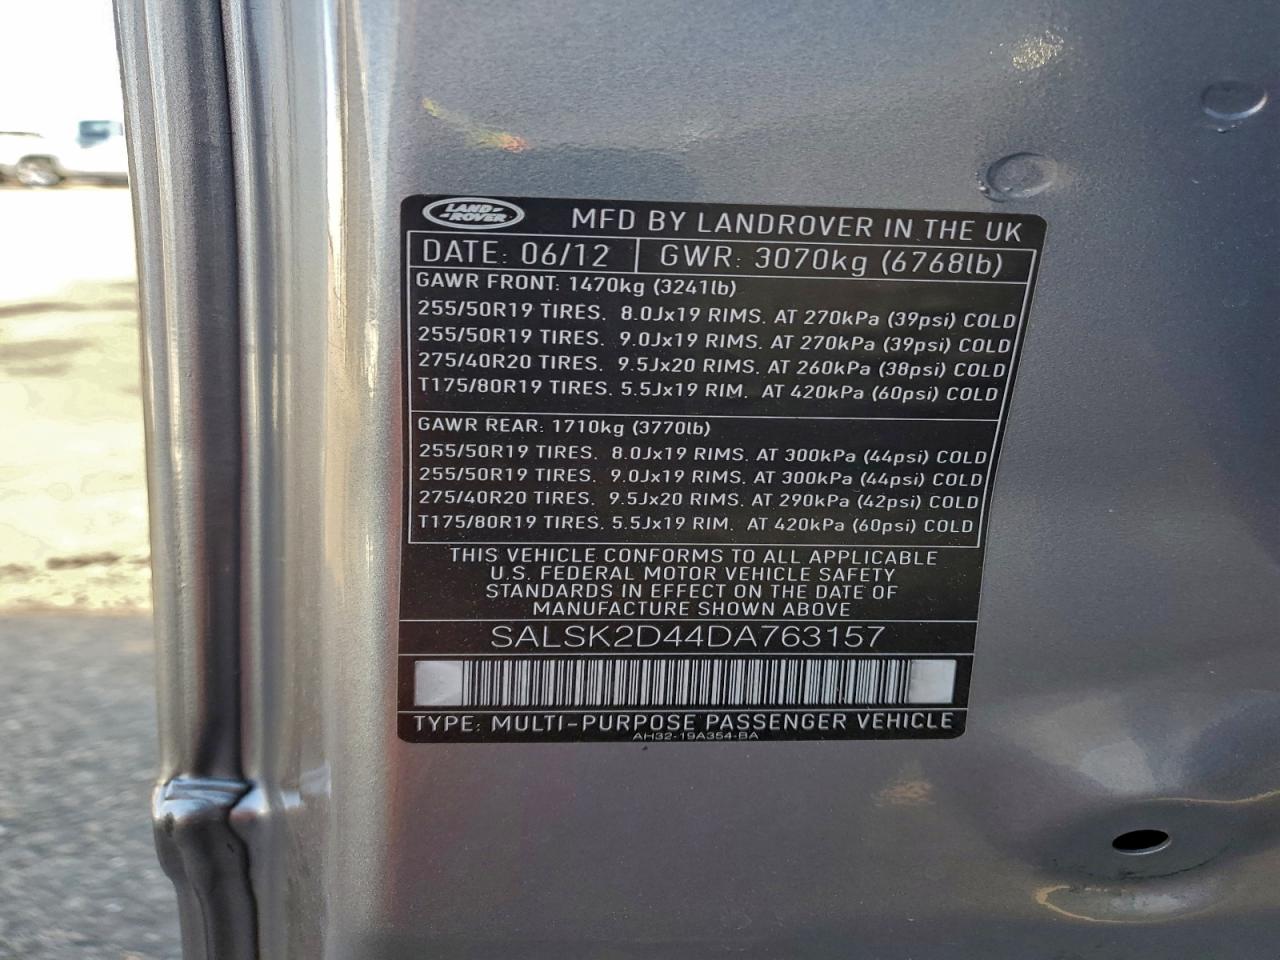 LAND ROVER MFD BY LANDROVER IN THE UK
DATE: 06/12 GWR: 3070kg (6768lb)
GAWR FRONT: 1470kg (3241lb)
255/50R19 TIRES. 8.0Jx19 RIMS. AT 270kPa (39psi) COLD
255/50R19 TIRES. 9.0Jx19 RIMS. AT 270kPa (39psi) COLD
275/40R20 TIRES. 9.5Jx20 RIMS. AT 260kPa (38psi) COLD
T175/80R19 TIRES. 5.5Jx19 RIM. AT 420kPa (60psi) COLD
GAWR REAR: 1710kg (3770lb)
255/50R19 TIRES. 8.0Jx19 RIMS. AT 300kPa (44psi) COLD
255/50R19 TIRES. 9.0Jx19 RIMS. AT 300kPa (44psi) COLD
275/40R20 TIRES. 9.5Jx20 RIMS. AT 290kPa (42psi) COLD
T175/80R19 TIRES. 5.5Jx19 RIM. AT 420kPa (60psi) COLD
THIS VEHICLE CONFORMS TO ALL APPLICABLE
U.S. FEDERAL MOTOR VEHICLE SAFETY
STANDARDS IN EFFECT ON THE DATE OF
MANUFACTURE SHOWN ABOVE
SALSK2D44DA763157
TYPE: MULTI-PURPOSE PASSENGER VEHICLE
AH32-19A354-BA